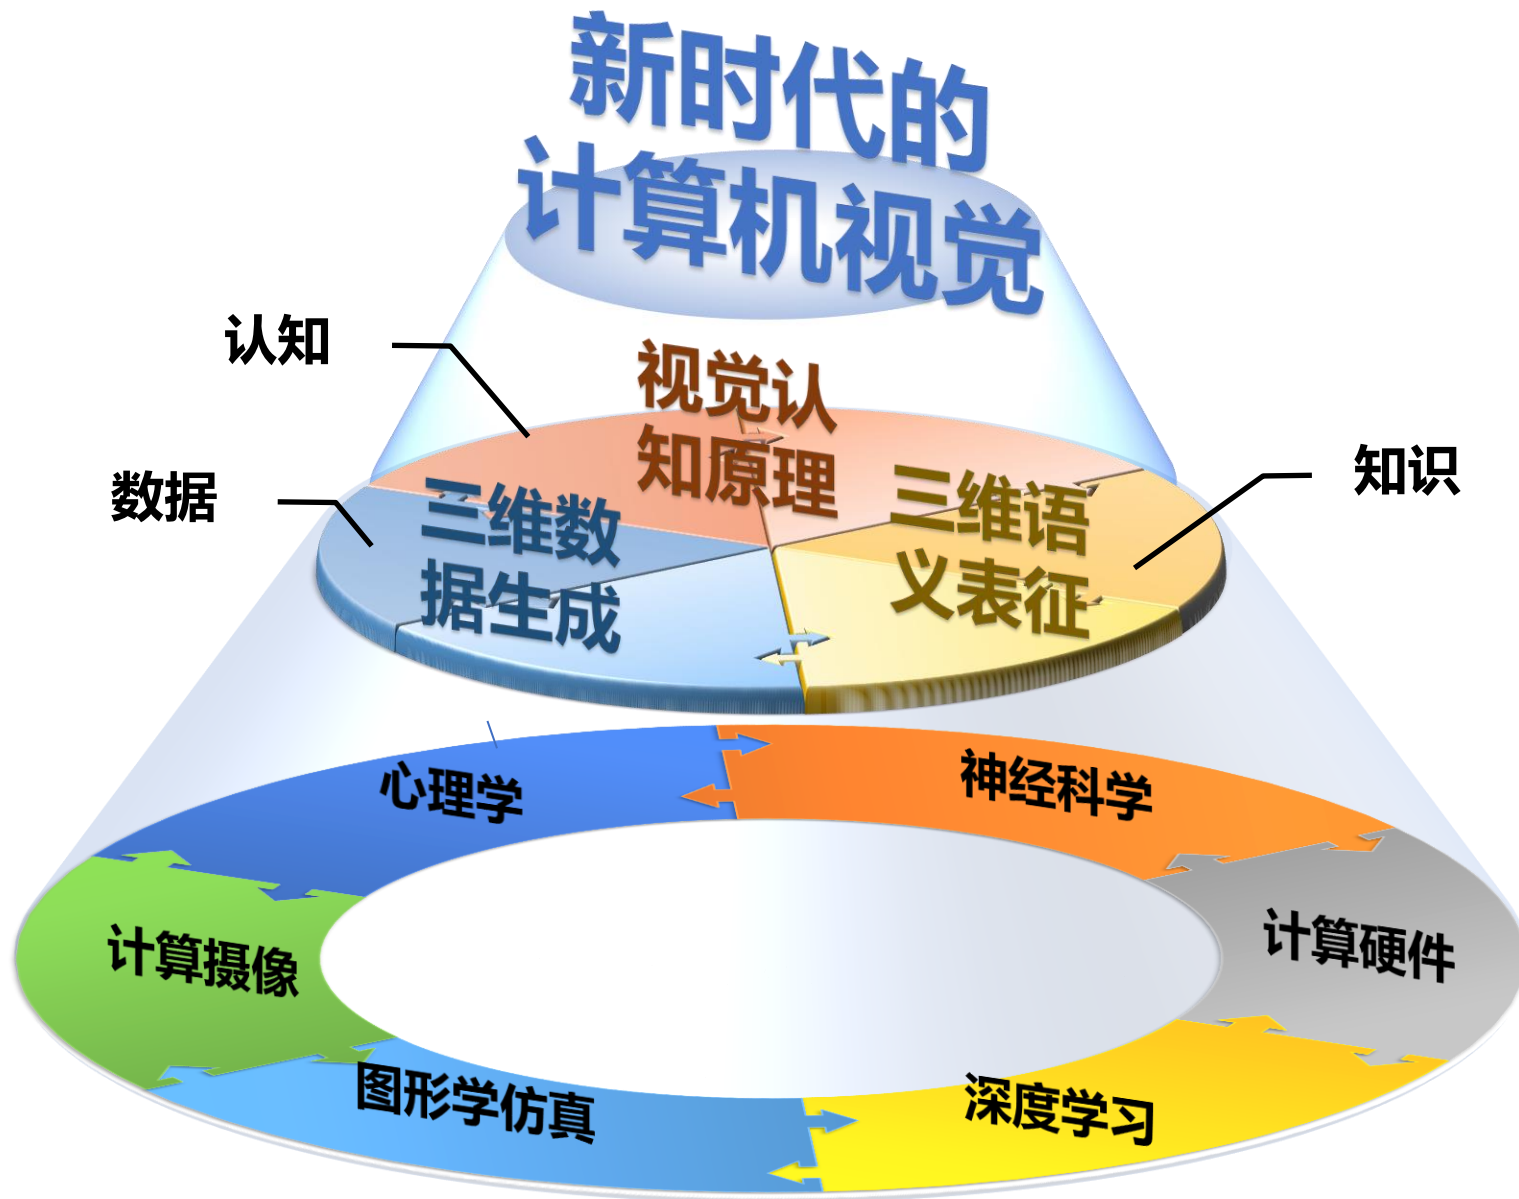 新时代的
计算机视觉
认知
视觉认
知原理
数据
三维数
据生成
知识
三维语
义表征
心理学
神经科学
计算摄像
计算硬件
图形学仿真
深度学习